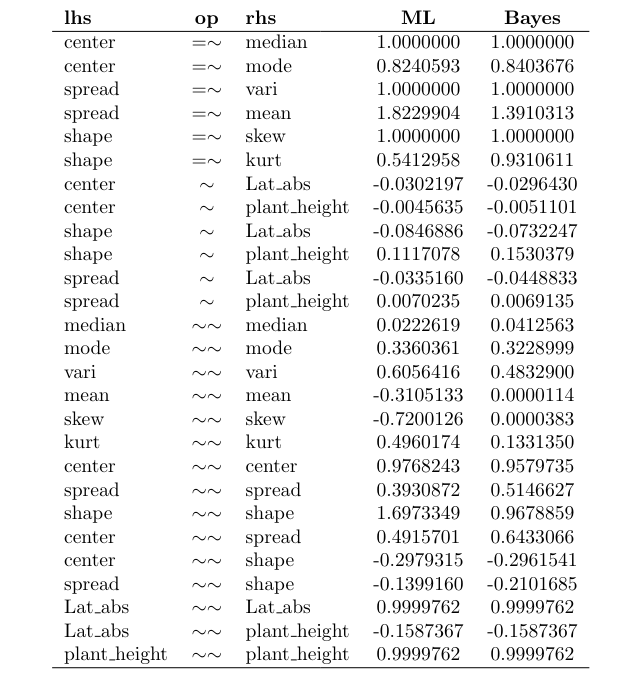 lhs op rhs ML Bayes
center =∼ median 1.0000000 1.0000000
center =∼ mode 0.8240593 0.8403676
spread =∼ vari 1.0000000 1.0000000
spread =∼ mean 1.8229904 1.3910313
shape =∼ skew 1.0000000 1.0000000
shape =∼ kurt 0.5412958 0.9310611
center ∼ Lat_abs -0.0302197 -0.0296430
center ∼ plant_height -0.0045635 -0.0051101
shape ∼ Lat_abs -0.0846886 -0.0732247
shape ∼ plant_height 0.1117078 0.1530379
spread ∼ Lat_abs -0.0335160 -0.0448833
spread ∼ plant_height 0.0070235 0.0069135
median ∼∼ median 0.0222619 0.0412563
mode ∼∼ mode 0.3360361 0.3228999
vari ∼∼ vari 0.6056416 0.4832900
mean ∼∼ mean -0.3105133 0.0000114
skew ∼∼ skew -0.7200126 0.0000383
kurt ∼∼ kurt 0.4960174 0.1331350
center ∼∼ center 0.9768243 0.9579735
spread ∼∼ spread 0.3930872 0.5146627
shape ∼∼ shape 1.6973349 0.9678859
center ∼∼ spread 0.4915701 0.6433066
center ∼∼ shape -0.2979315 -0.2961541
spread ∼∼ shape -0.1399160 -0.2101685
Lat_abs ∼∼ Lat_abs 0.9999762 0.9999762
Lat_abs ∼∼ plant_height -0.1587367 -0.1587367
plant_height ∼∼ plant_height 0.9999762 0.9999762